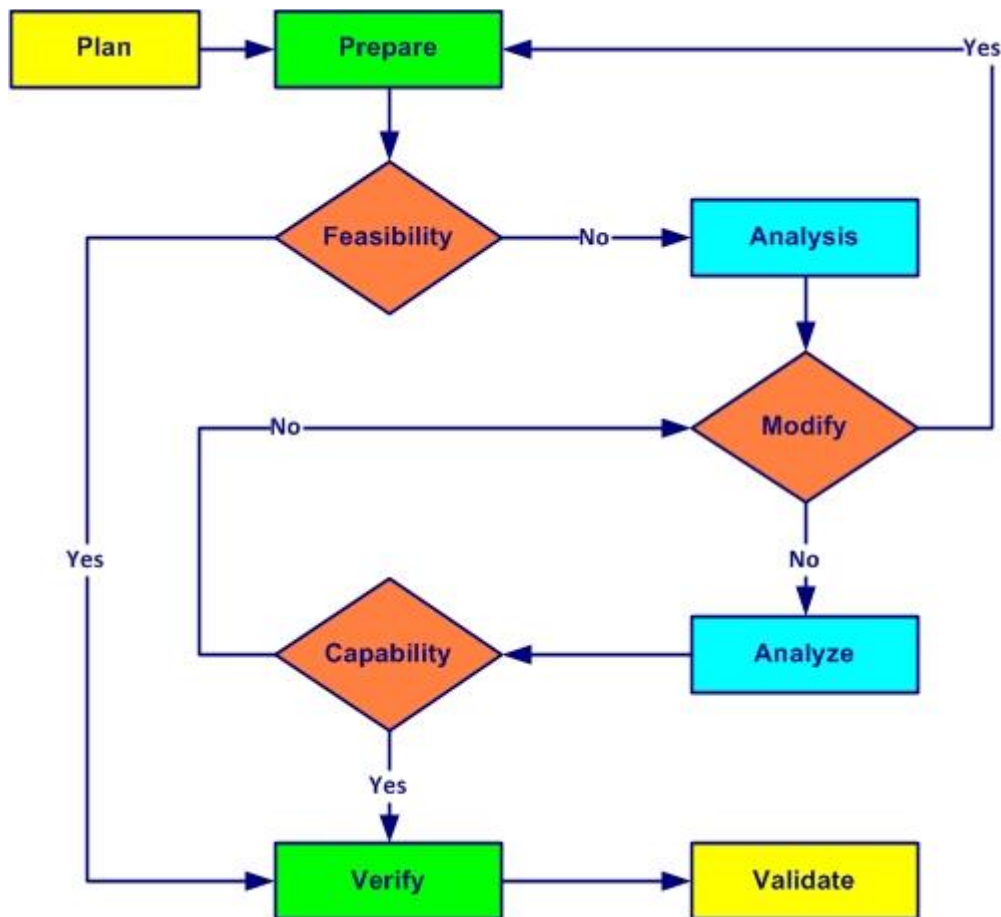 Plan
Prepare
Yes
Feasibility
No
Analysis
No
Modify
Yes
No
Capability
Analyze
Yes
Verify
Validate